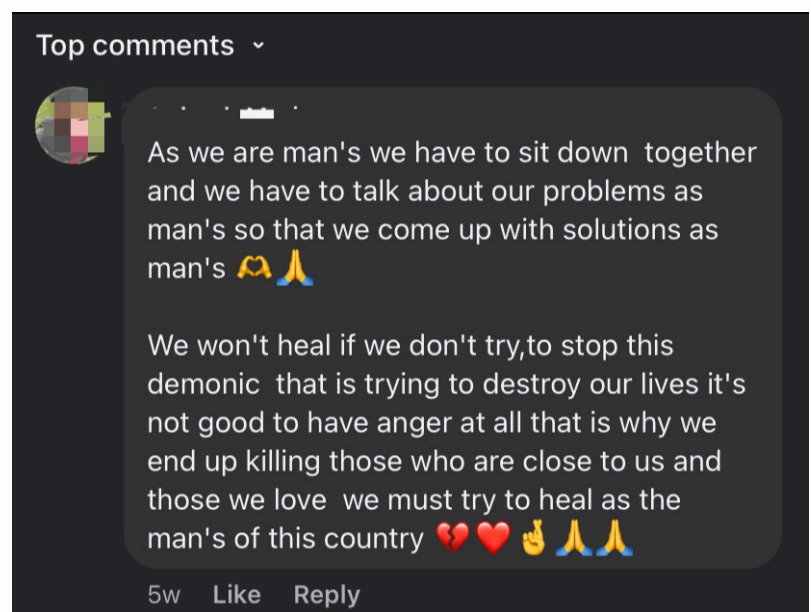 Top comments
As we are man's we have to sit down together
and we have to talk about our problems as
man's so that we come up with solutions as
man's 🫶🙏
We won't heal if we don't try,to stop this
demonic that is trying to destroy our lives it's
not good to have anger at all that is why we
end up killing those who are close to us and
those we love we must try to heal as the
man's of this country 💔❤️🤞🙏🙏
5w Like Reply